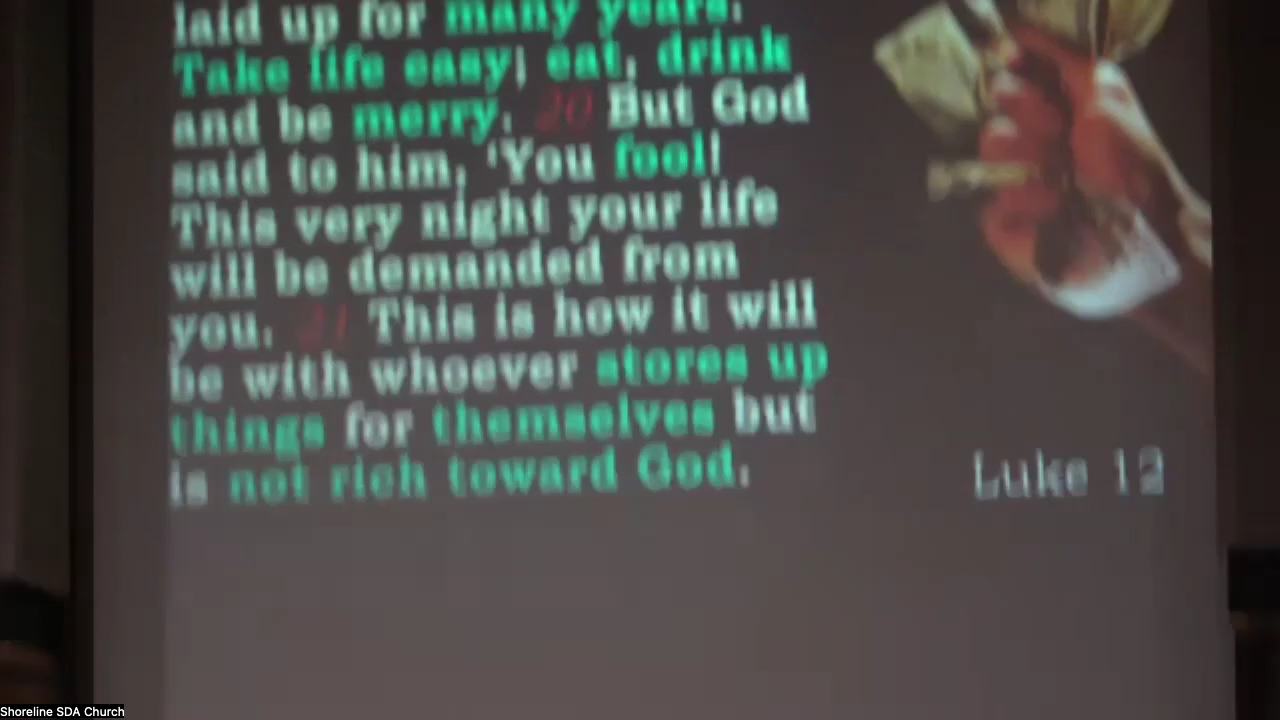 laid up for many years.
Take life easy; eat, drink
and be merry. 20 But God
said to him, ‘You fool!
This very night your life
will be demanded from
you. 21 This is how it will
be with whoever stores up
things for themselves but
is not rich toward God.
Luke 12
Shoreline SDA Church